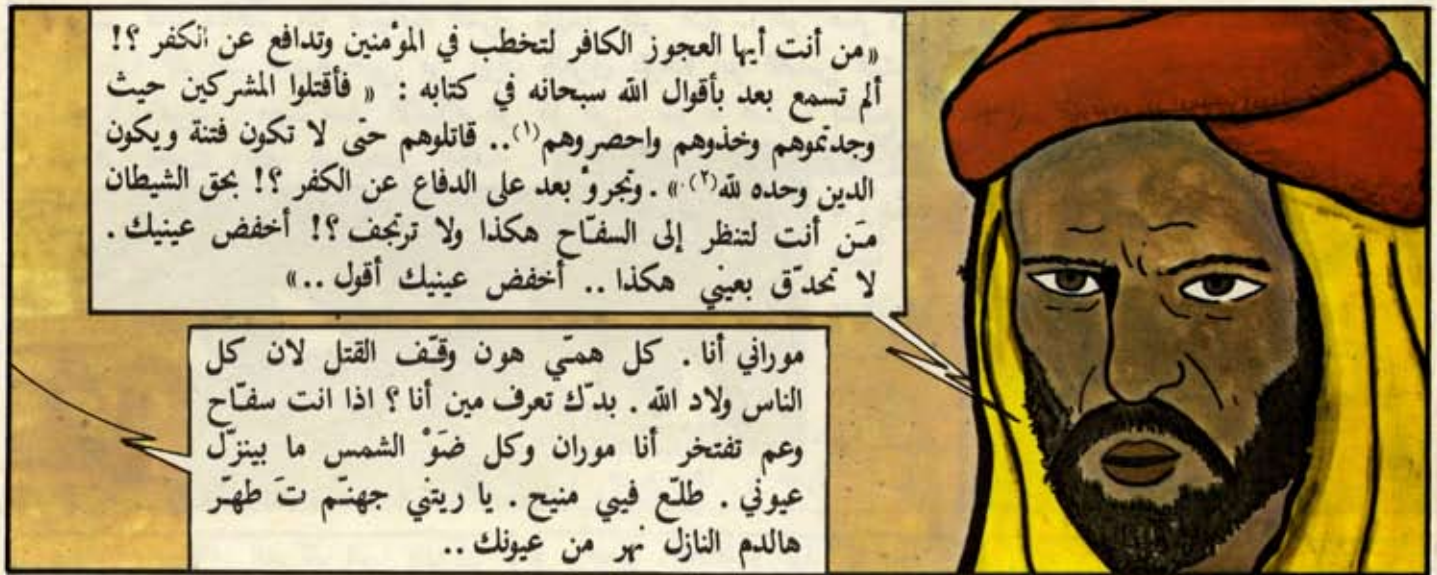 «من أنت أيها العجوز الكافر لتخطب في المؤمنين وتدافع عن الكفر ؟!
ألم تسمع بعد بأقوال الله سبحانه في كتابه : « فأقتلوا المشركين حيث
وجدتموهم وخذوهم واحصروهم(١).. قاتلوهم حتى لا تكون فتنة ويكون
الدين وحده لله(٢)» . وتجرؤ بعد على الدفاع عن الكفر ؟! بحق الشيطان
مَن أنت لتنظر إلى السفّاح هكذا ولا ترتجف ؟! أخفض عينيك .
لا تحدّق بعيني هكذا .. أخفض عينيك أقول ..»
موراني أنا . كل همّي هون وقّف القتل لان كل
الناس ولاد الله . بدّك تعرف مين أنا ؟ اذا انت سفّاح
وعم تفتخر أنا موران وكل ضَوْ الشمس ما بينزّل
عيوني . طلّع فيي منيح . يا ريتني جهنّم تَ طهّر
هالدم النازل نهر من عيونك ..